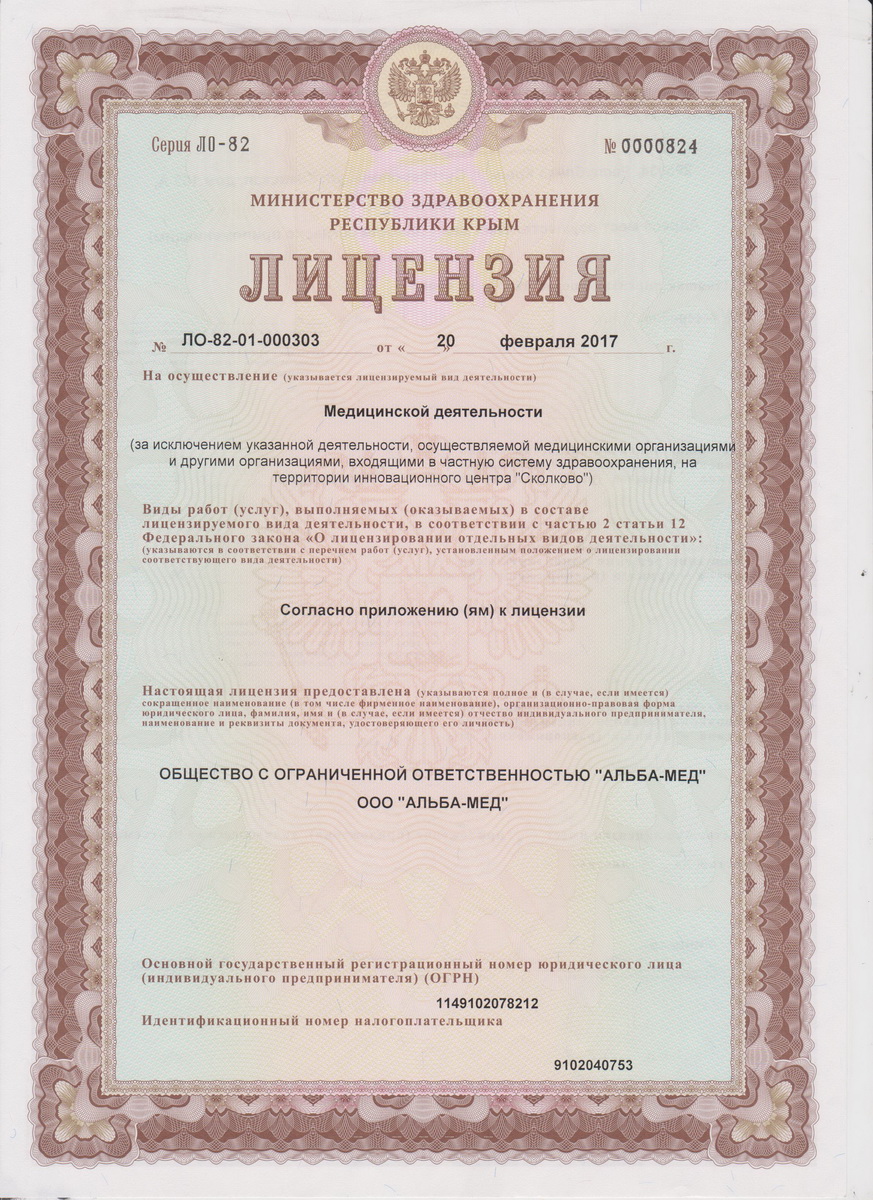 Серия ЛО-82
№ 0000824
МИНИСТЕРСТВО ЗДРАВООХРАНЕНИЯ
РЕСПУБЛИКИ КРЫМ
ЛИЦЕНЗИЯ
№ ЛО-82-01-000303 от « 20 » февраля 2017 г.
На осуществление (указывается лицензируемый вид деятельности)
Медицинской деятельности
(за исключением указанной деятельности, осуществляемой медицинскими организациями
и другими организациями, входящими в частную систему здравоохранения, на
территории инновационного центра "Сколково")
Виды работ (услуг), выполняемых (оказываемых) в составе
лицензируемого вида деятельности, в соответствии с частью 2 статьи 12
Федерального закона «О лицензировании отдельных видов деятельности»:
(указываются в соответствии с перечнем работ (услуг), установленным положением о лицензировании
соответствующего вида деятельности)
Согласно приложению (ям) к лицензии
Настоящая лицензия предоставлена (указываются полное и (в случае, если имеется)
сокращенное наименование (в том числе фирменное наименование), организационно-правовая форма
юридического лица, фамилия, имя и (в случае, если имеется) отчество индивидуального предпринимателя,
наименование и реквизиты документа, удостоверяющего его личность)
ОБЩЕСТВО С ОГРАНИЧЕННОЙ ОТВЕТСТВЕННОСТЬЮ "АЛЬБА-МЕД"
ООО "АЛЬБА-МЕД"
Основной государственный регистрационный номер юридического лица
(индивидуального предпринимателя) (ОГРН)
1149102078212
Идентификационный номер налогоплательщика
9102040753